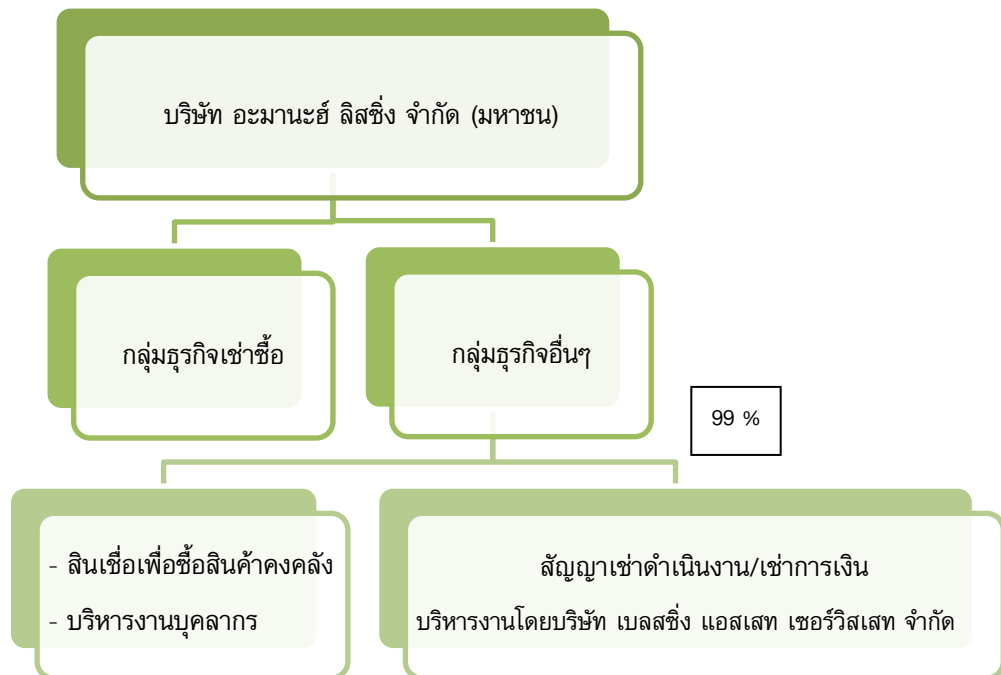 บริษัท อะมานะฮ์ ลิสซิ่ง จำกัด (มหาชน)
กลุ่มธุรกิจเช่าซื้อ
กลุ่มธุรกิจอื่นๆ
99 %
- สินเชื่อเพื่อซื้อสินค้าคงคลัง
- บริหารงานบุคลากร
สัญญาเช่าดำเนินงาน/เช่าการเงิน
บริหารงานโดยบริษัท เบลสซิ่ง แอสเสท เซอร์วิสเสท จำกัด